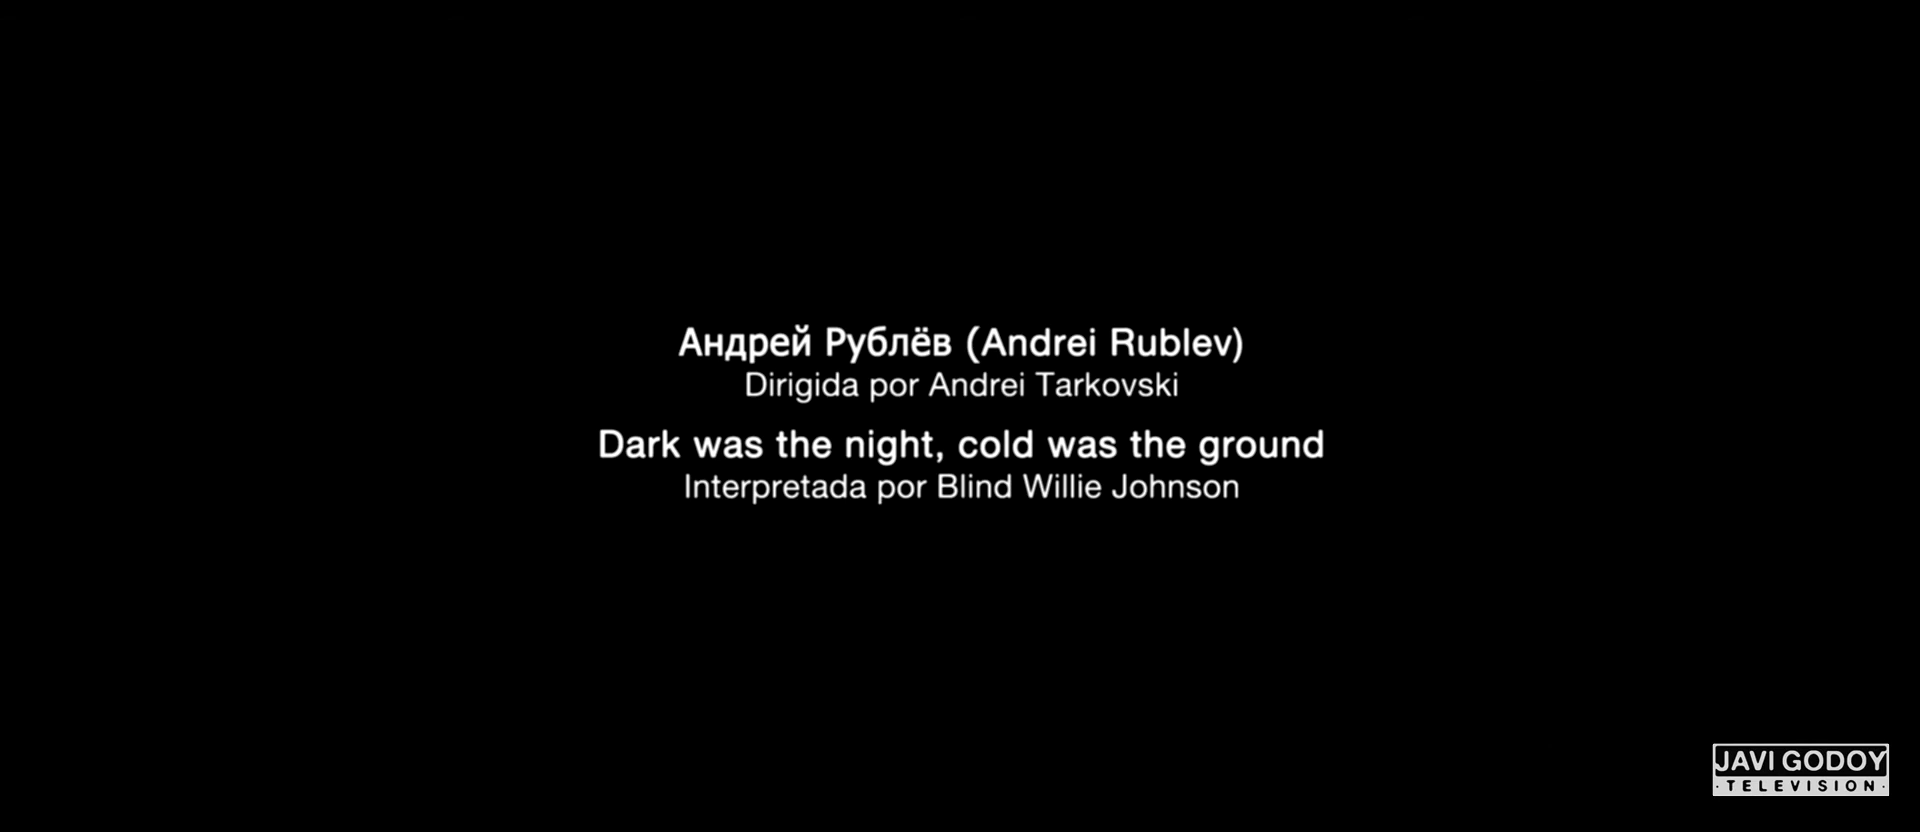 Андрей Рублёв (Andrei Rublev)
Dirigida por Andrei Tarkovski
Dark was the night, cold was the ground
Interpretada por Blind Willie Johnson
JAVI GODOY
· TELEVISION ·